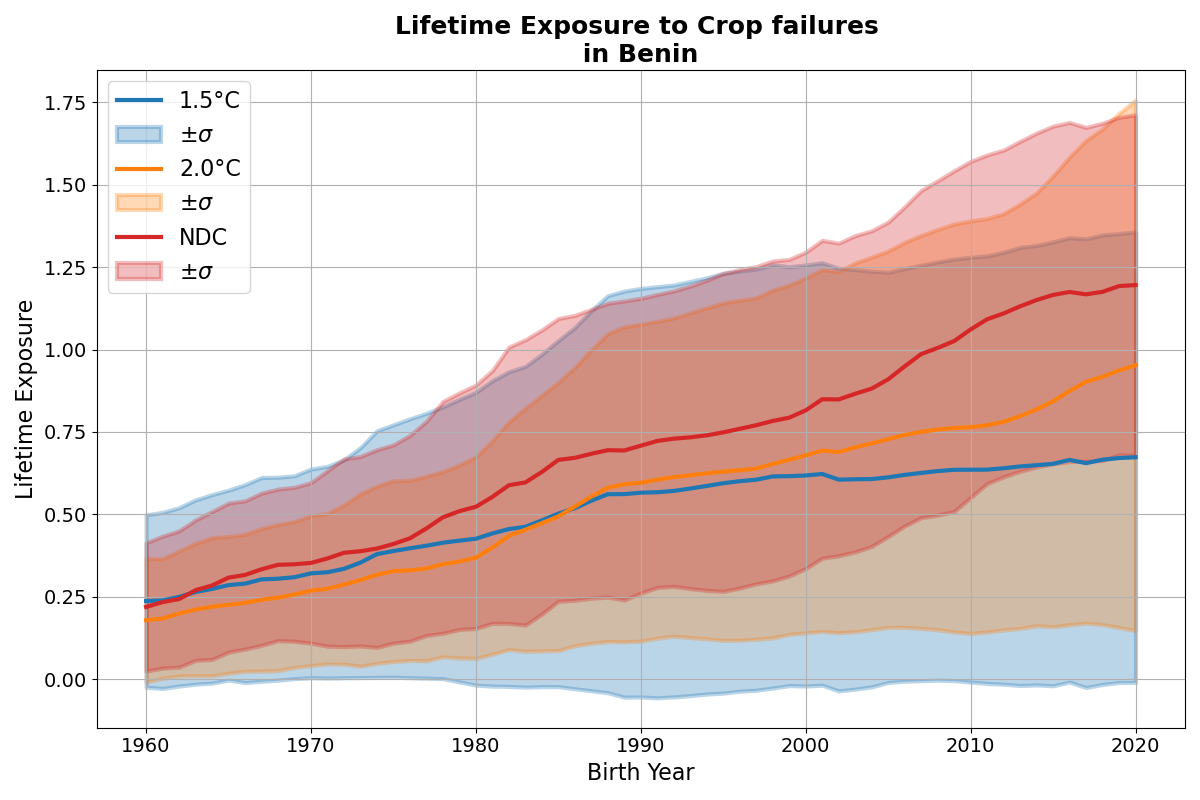 Lifetime Exposure to Crop failures
in Benin
1.5°C
±σ
2.0°C
±σ
NDC
±σ
Lifetime Exposure
1.75
1.50
1.25
1.00
0.75
0.50
0.25
0.00
1960 1970 1980 1990 2000 2010 2020
Birth Year